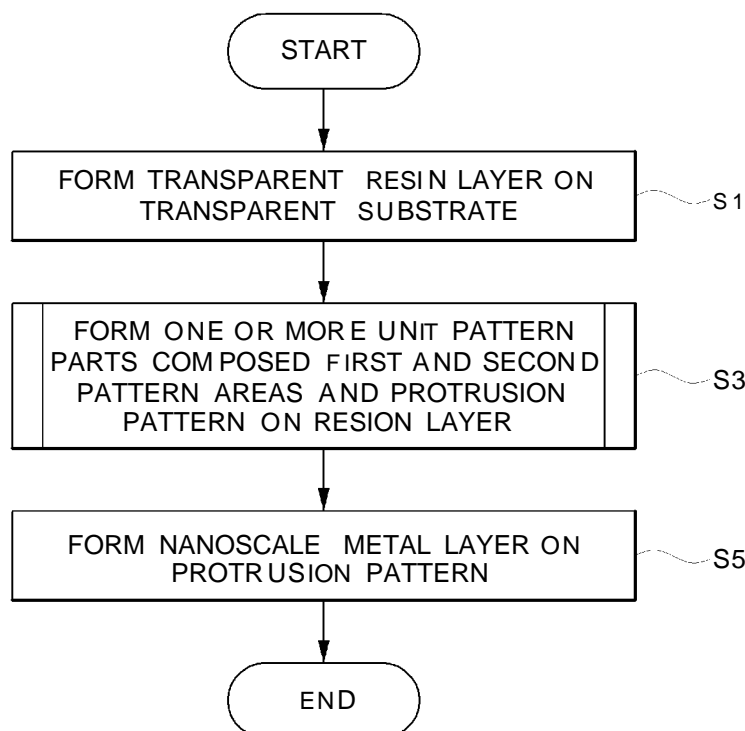 START
FORM TRANSPARENT RESIN LAYER ON
TRANSPARENT SUBSTRATE
S1
FORM ONE OR MORE UNIT PATTERN
PARTS COMPOSED FIRST AND SECOND
PATTERN AREAS AND PROTRUSION
PATTERN ON RESION LAYER
S3
FORM NANOSCALE METAL LAYER ON
PROTRUSION PATTERN
S5
END